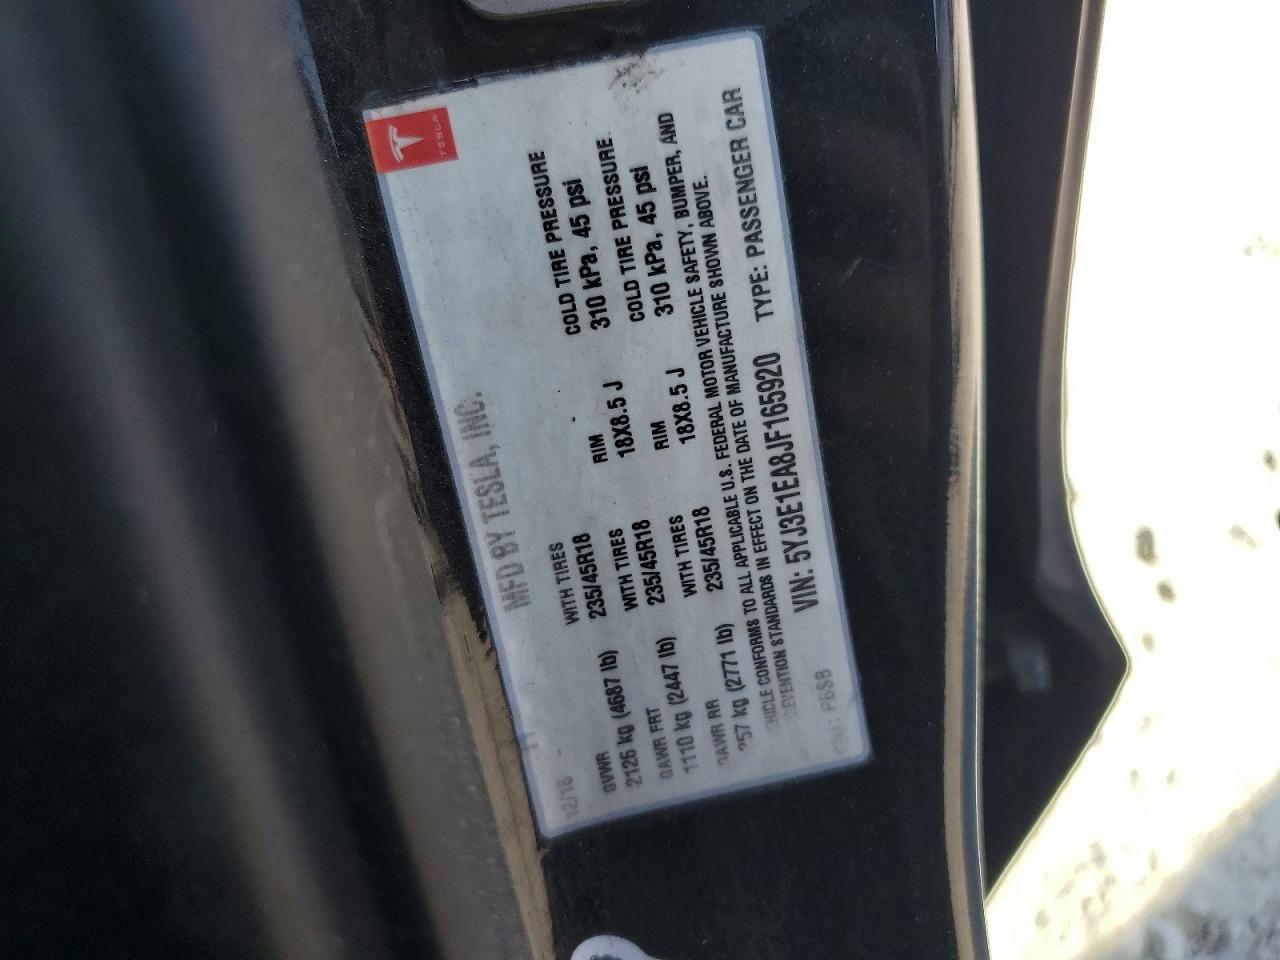 TESLA
MFD BY TESLA, INC.
12/18
GVWR WITH TIRES RIM COLD TIRE PRESSURE
2126 kg (4687 lb) 235/45R18 18X8.5 J 310 kPa, 45 psi
GAWR FRT WITH TIRES RIM COLD TIRE PRESSURE
1110 kg (2447 lb) 235/45R18 18X8.5 J 310 kPa, 45 psi
GAWR RR WITH TIRES
257 kg (2771 lb) 235/45R18
VEHICLE CONFORMS TO ALL APPLICABLE U.S. FEDERAL MOTOR VEHICLE SAFETY, BUMPER, AND
PREVENTION STANDARDS IN EFFECT ON THE DATE OF MANUFACTURE SHOWN ABOVE.
VIN: 5YJ3E1EA8JF165920 TYPE: PASSENGER CAR